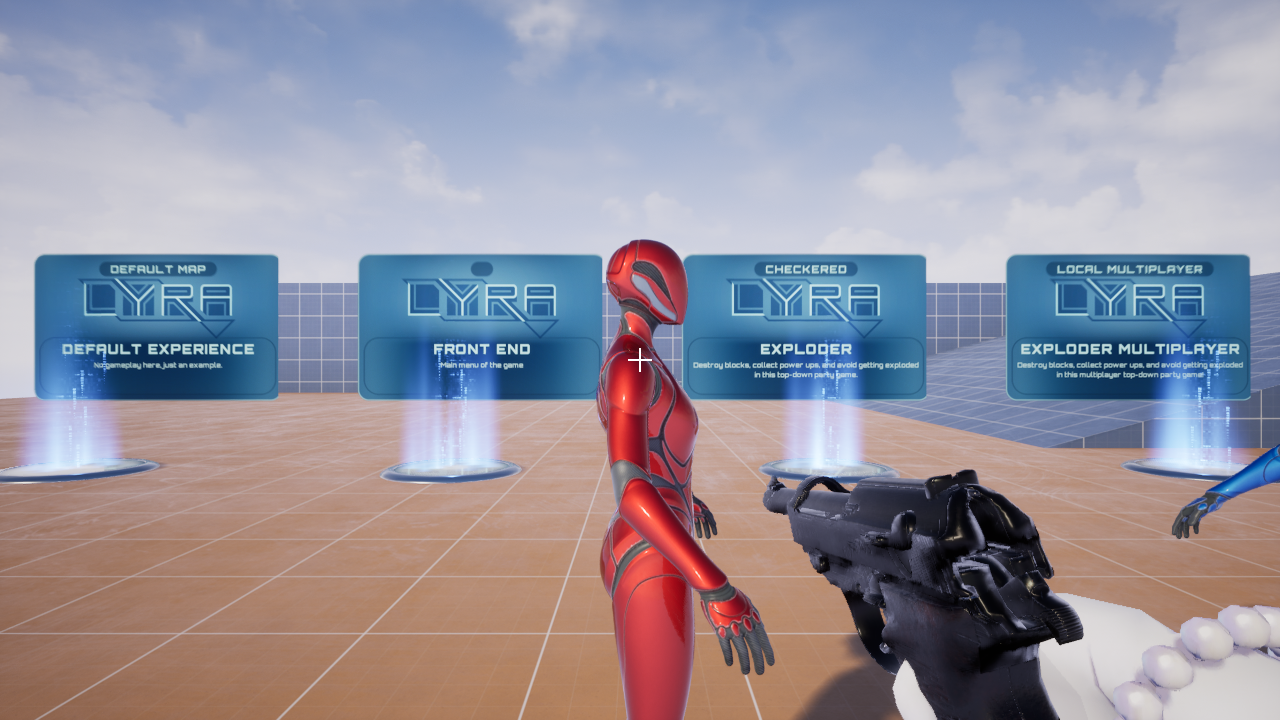 DEFAULT MAP
LYRA
DEFAULT EXPERIENCE
No gameplay here, just an example.
LYRA
FRONT END
Main menu of the game
CHECKERED
LYRA
EXPLODER
Destroy blocks, collect power ups, and avoid getting exploded
in this top-down party game.
LOCAL MULTIPLAYER
LYRA
EXPLODER MULTIPLAYER
Destroy blocks, collect power ups, and avoid getting exploded
in this multiplayer top-down party game!